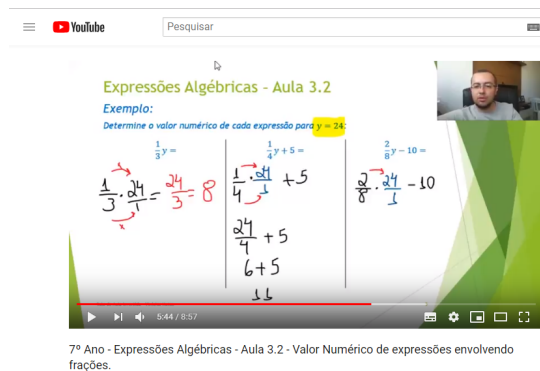 YouTube
Pesquisar
Expressões Algébricas - Aula 3.2
Exemplo:
Determine o valor numérico de cada expressão para y = 24:
1/3 y =
1/3 · 24/1 = 24/3 = 8
x
1/4 y + 5 =
1/4 · 24/1 + 5
24/4 + 5
6+5
11
2/8 y - 10 =
2/8 · 24/1 - 10
5:44 / 8:57
7º Ano - Expressões Algébricas - Aula 3.2 - Valor Numérico de expressões envolvendo
frações.